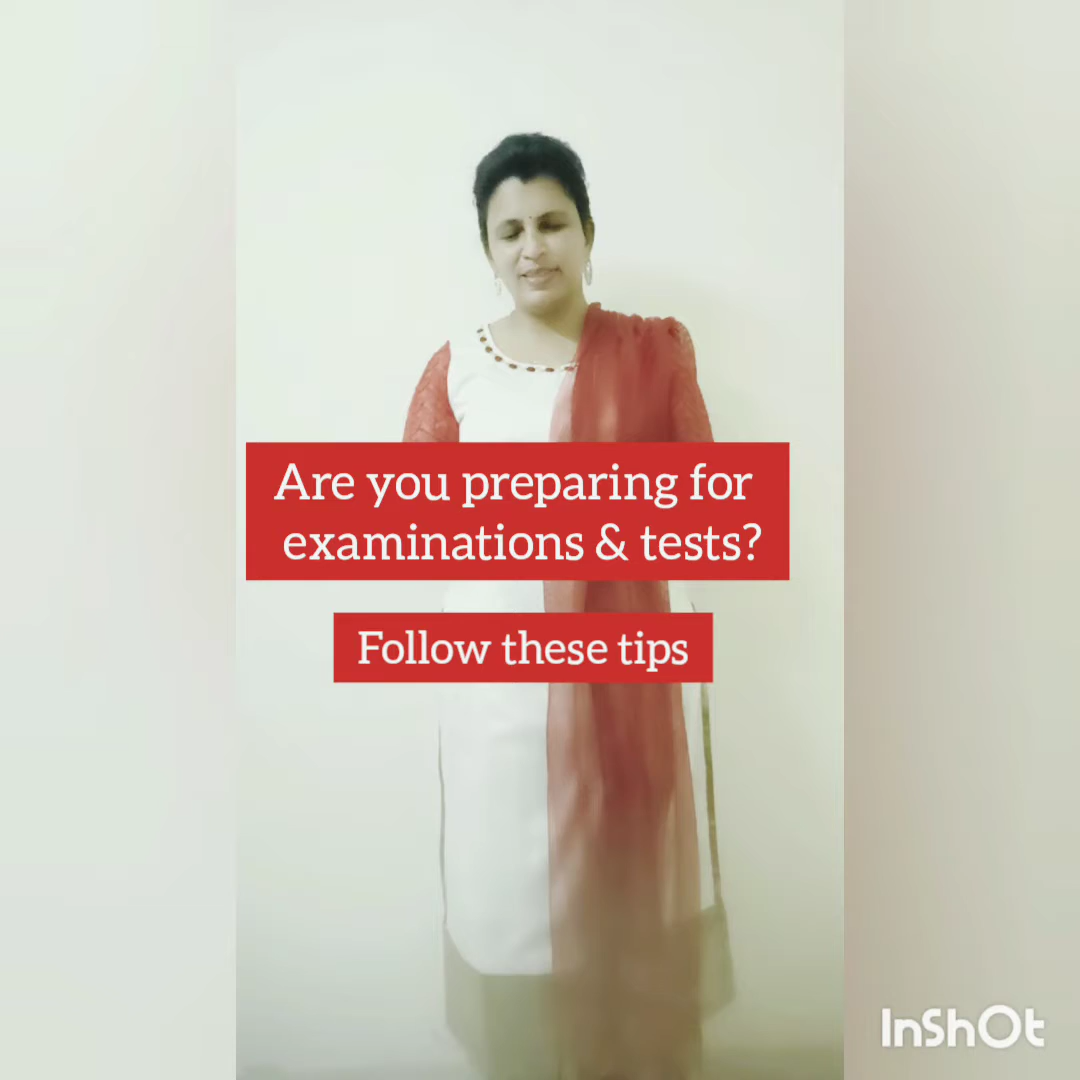 Are you preparing for
examinations & tests?
Follow these tips
InShOt